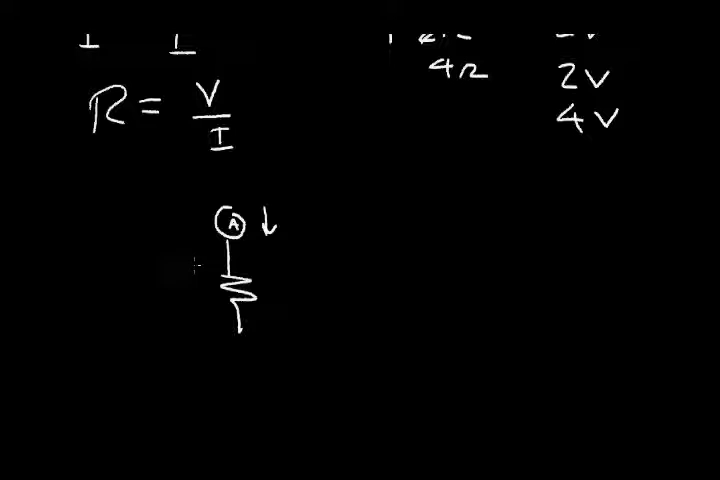 4Ω 2V
R = V/I 4V
A ↓